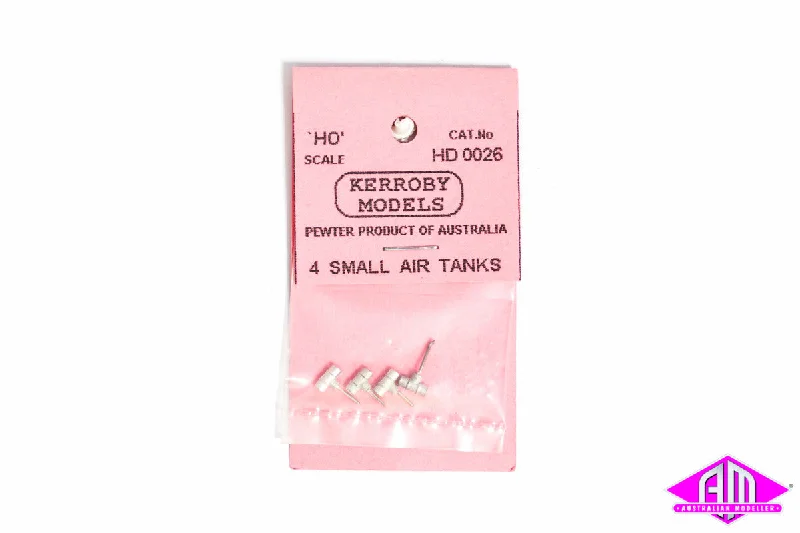 'HO'
SCALE
CAT.No
HD 0026
KERROBY
MODELS
PEWTER PRODUCT OF AUSTRALIA
4 SMALL AIR TANKS
AM
AUSTRALIAN MODELLER